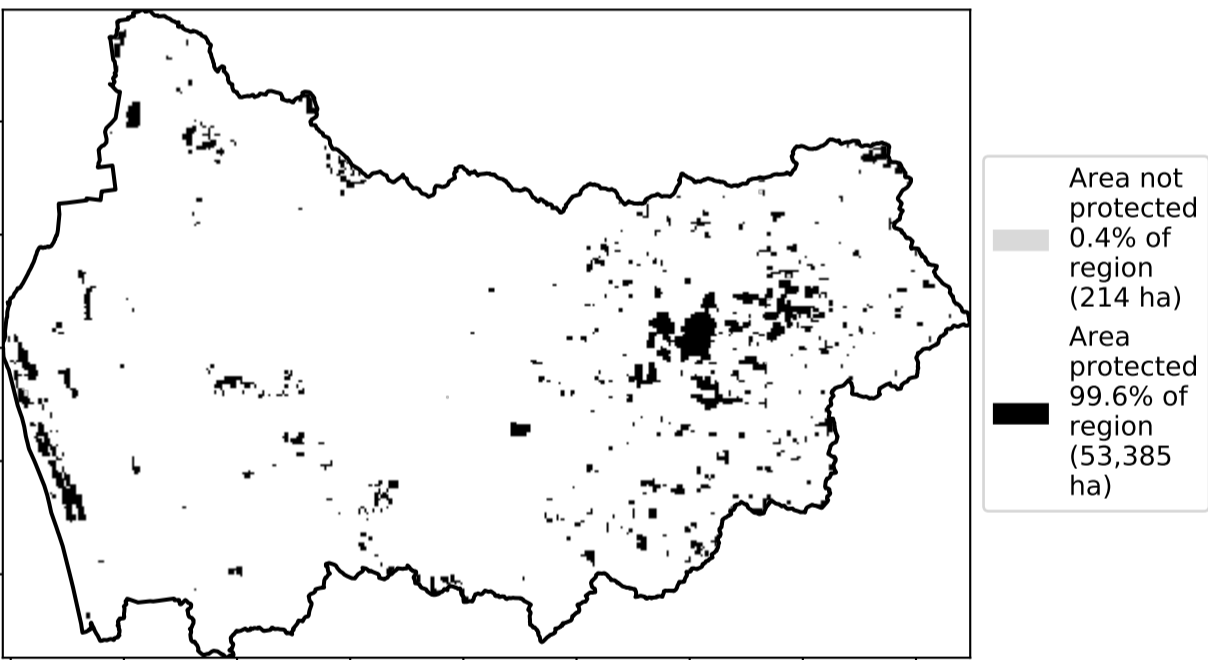 Area not
protected
0.4% of
region
(214 ha)
Area
protected
99.6% of
region
(53,385
ha)